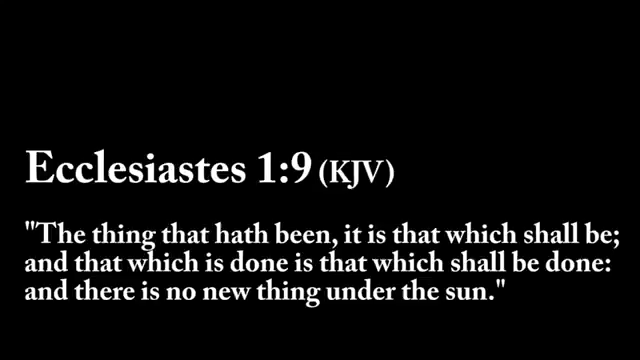 Ecclesiastes 1:9 (KJV)
"The thing that hath been, it is that which shall be;
and that which is done is that which shall be done:
and there is no new thing under the sun."